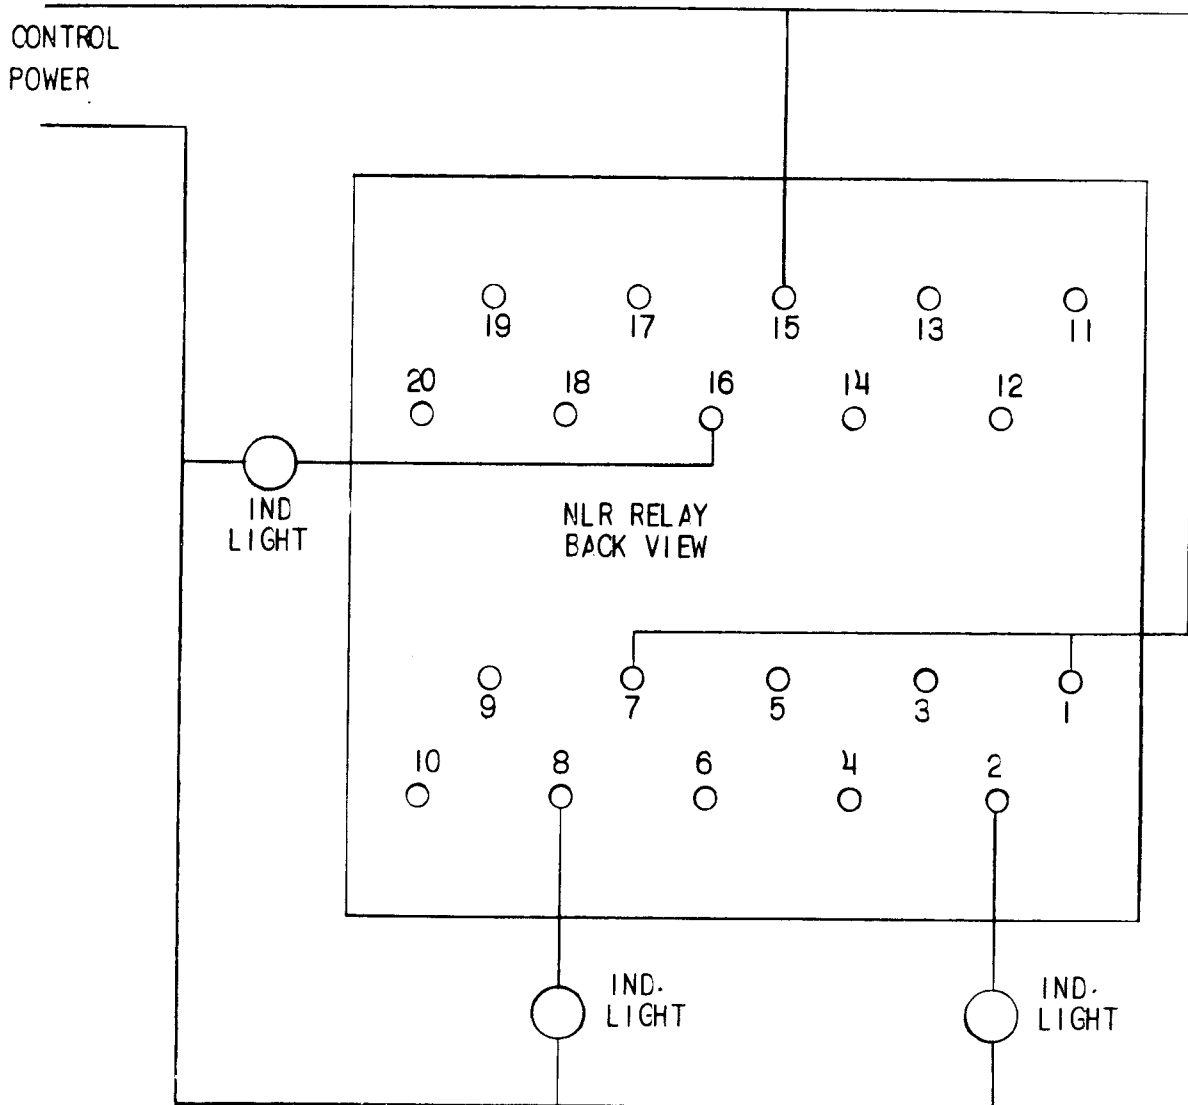 CONTROL
POWER
19 17 15 13 11
20 18 16 14 12
IND
LIGHT
NLR RELAY
BACK VIEW
9 7 5 3 1
10 8 6 4 2
IND.
LIGHT
IND.
LIGHT